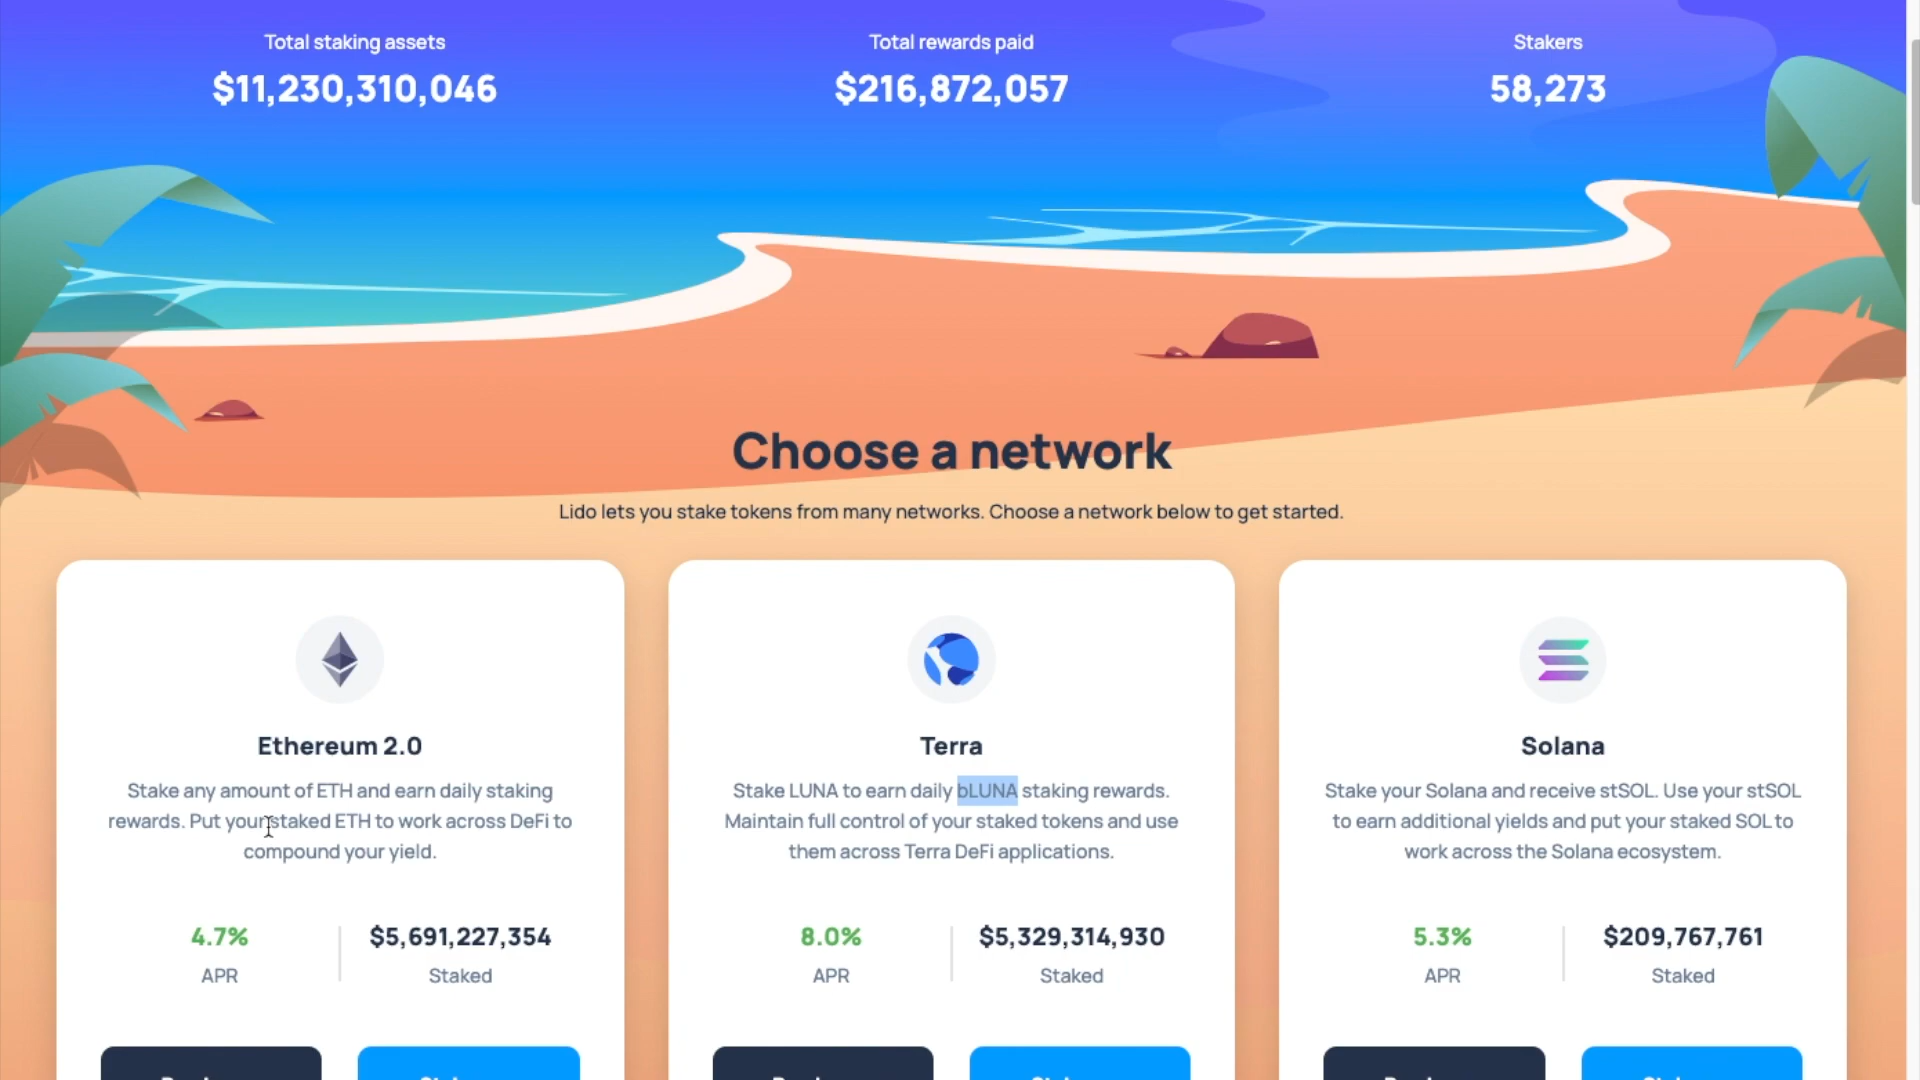 Total staking assets
$11,230,310,046
Total rewards paid
$216,872,057
Stakers
58,273
Choose a network
Lido lets you stake tokens from many networks. Choose a network below to get started.
Ethereum 2.0
Stake any amount of ETH and earn daily staking
rewards. Put your staked ETH to work across DeFi to
compound your yield.
4.7%
APR
$5,691,227,354
Staked
Terra
Stake LUNA to earn daily bLUNA staking rewards.
Maintain full control of your staked tokens and use
them across Terra DeFi applications.
8.0%
APR
$5,329,314,930
Staked
Solana
Stake your Solana and receive stSOL. Use your stSOL
to earn additional yields and put your staked SOL to
work across the Solana ecosystem.
5.3%
APR
$209,767,761
Staked